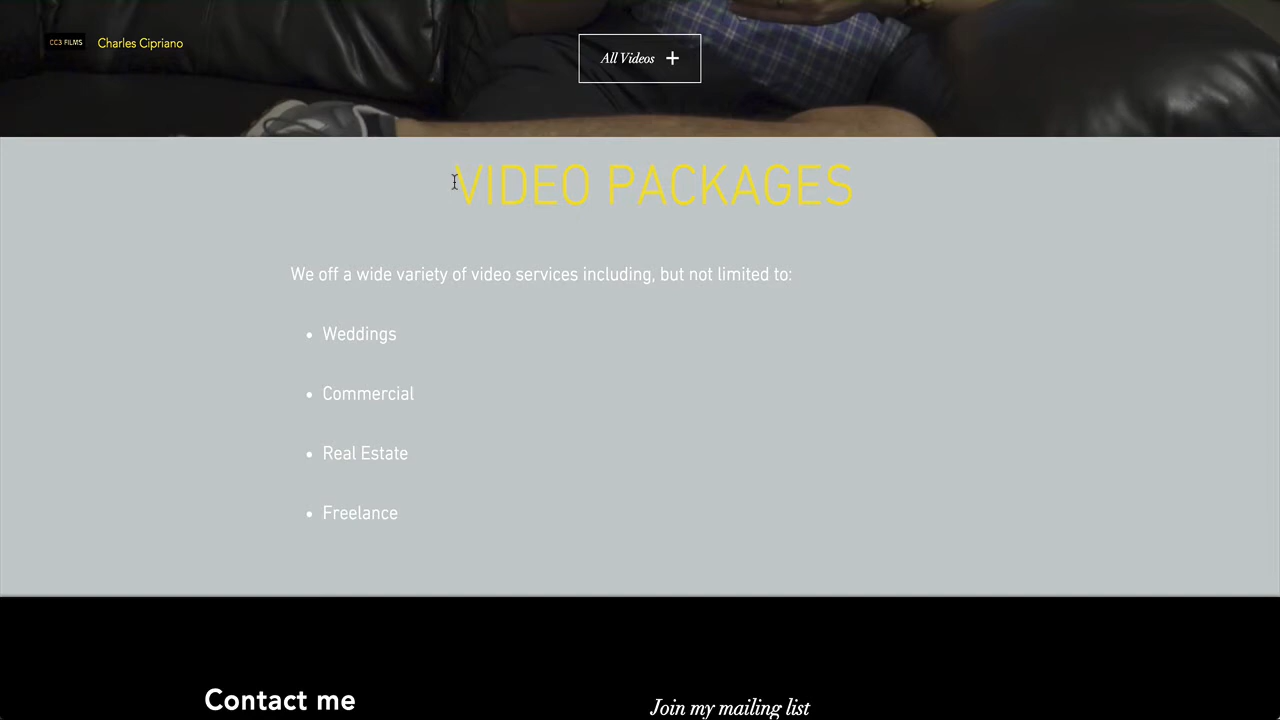 CC3 FILMS
Charles Cipriano
All Videos
VIDEO PACKAGES
We off a wide variety of video services including, but not limited to:
Weddings
Commercial
Real Estate
Freelance
Contact me
Join my mailing list